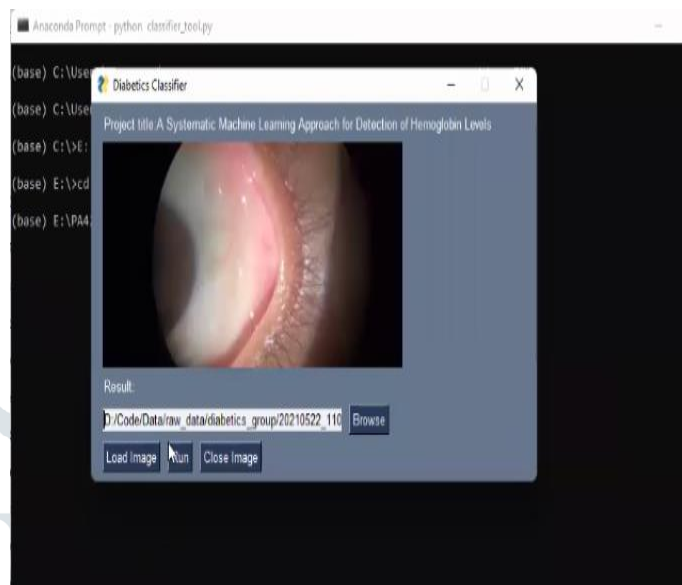 Anaconda Prompt - python classifier_tool.py
(base) C:\Use
Diabetics Classifier
(base) C:\Use
Project title:A Systematic Machine Learning Approach for Detection of Hemoglobin Levels
(base) C:\>E:
(base) E:\>cd
(base) E:\PA4
Result:
D:/Code/Data/raw_data/diabetics_group/20210522_110
Browse
Load Image Run Close Image